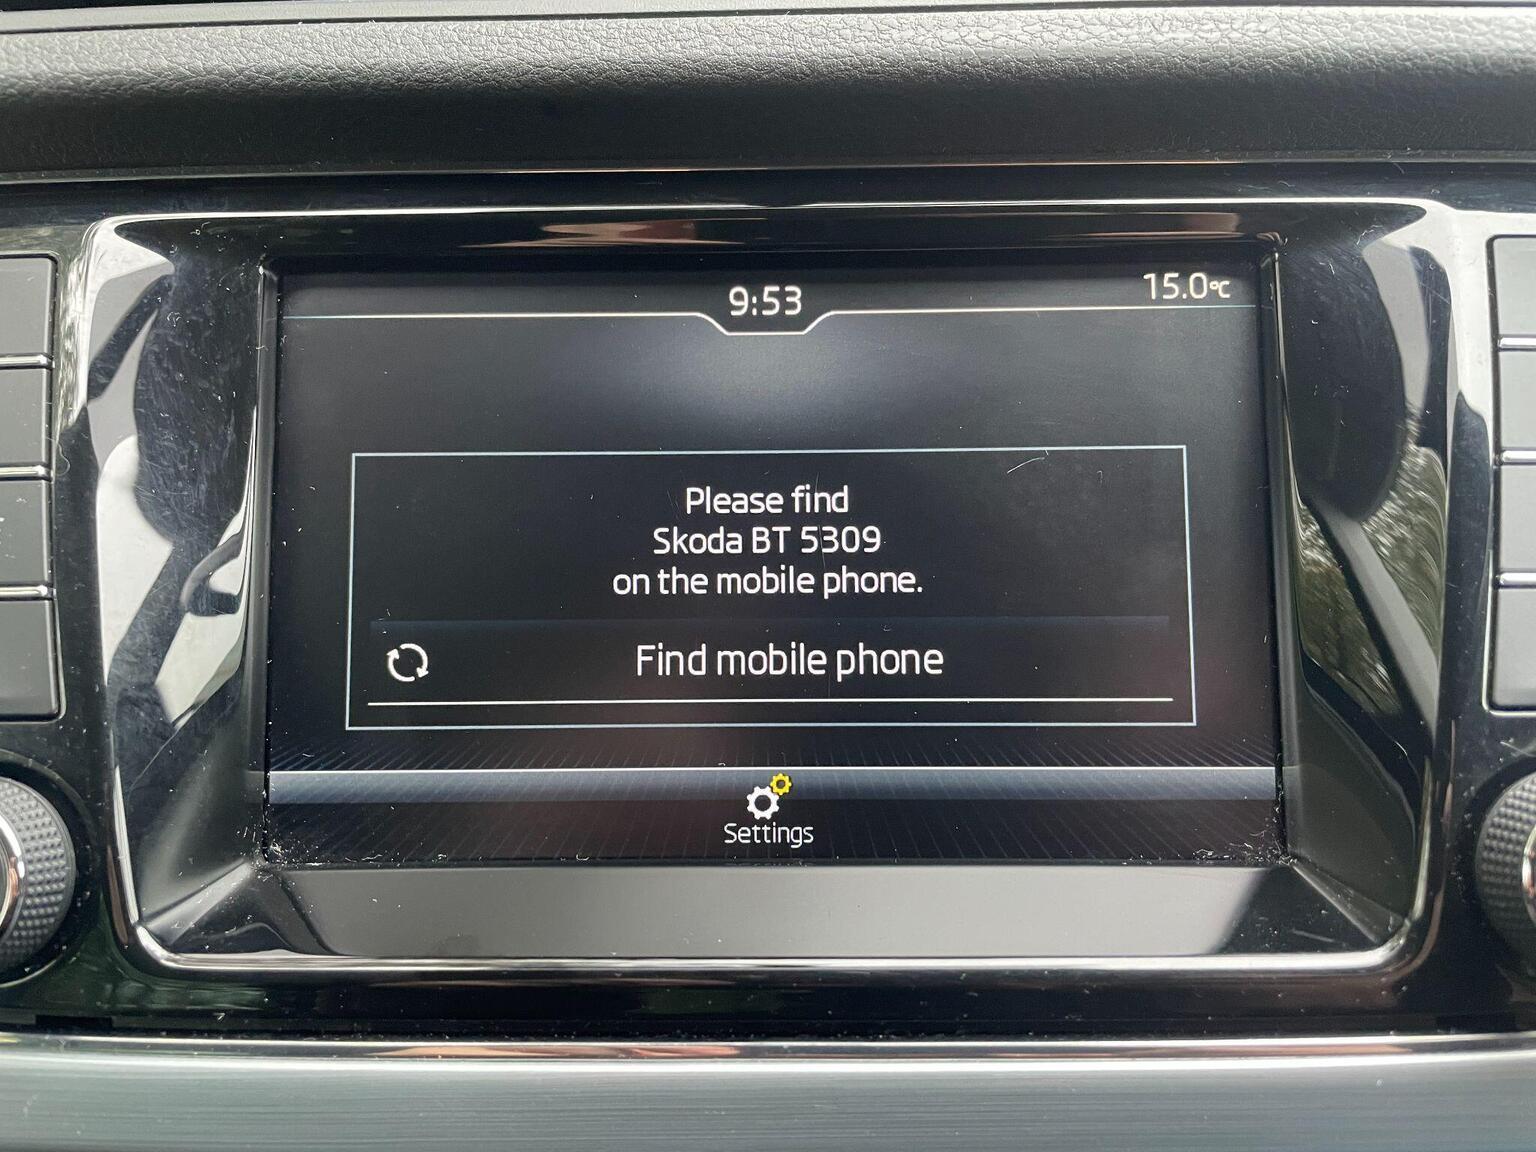 9:53
15.0°C
Please find
Skoda BT 5309
on the mobile phone.
Find mobile phone
Settings